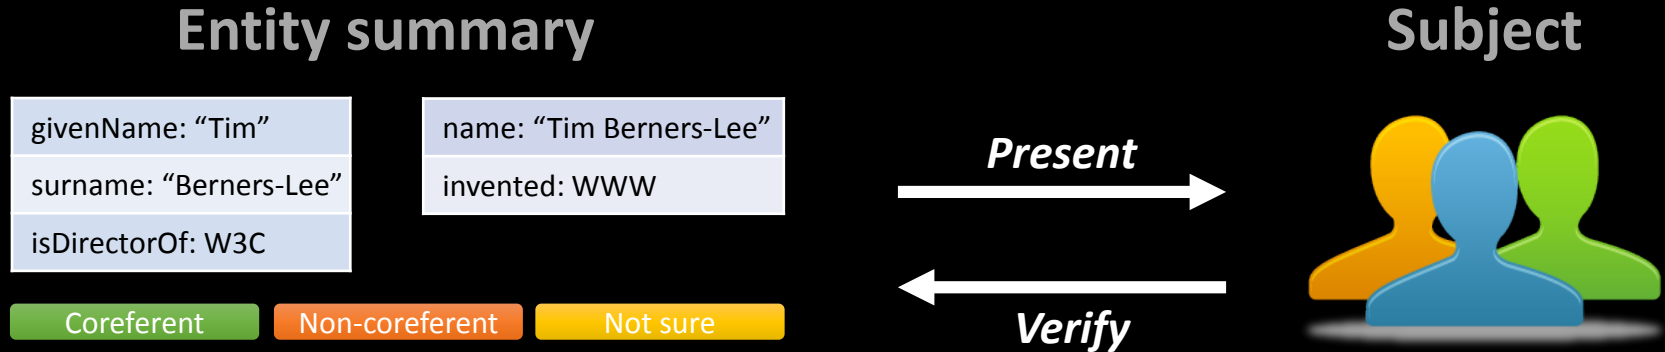 Entity summary
Subject
givenName: “Tim”
surname: “Berners-Lee”
isDirectorOf: W3C
name: “Tim Berners-Lee”
invented: WWW
Present
Verify
Coreferent
Non-coreferent
Not sure